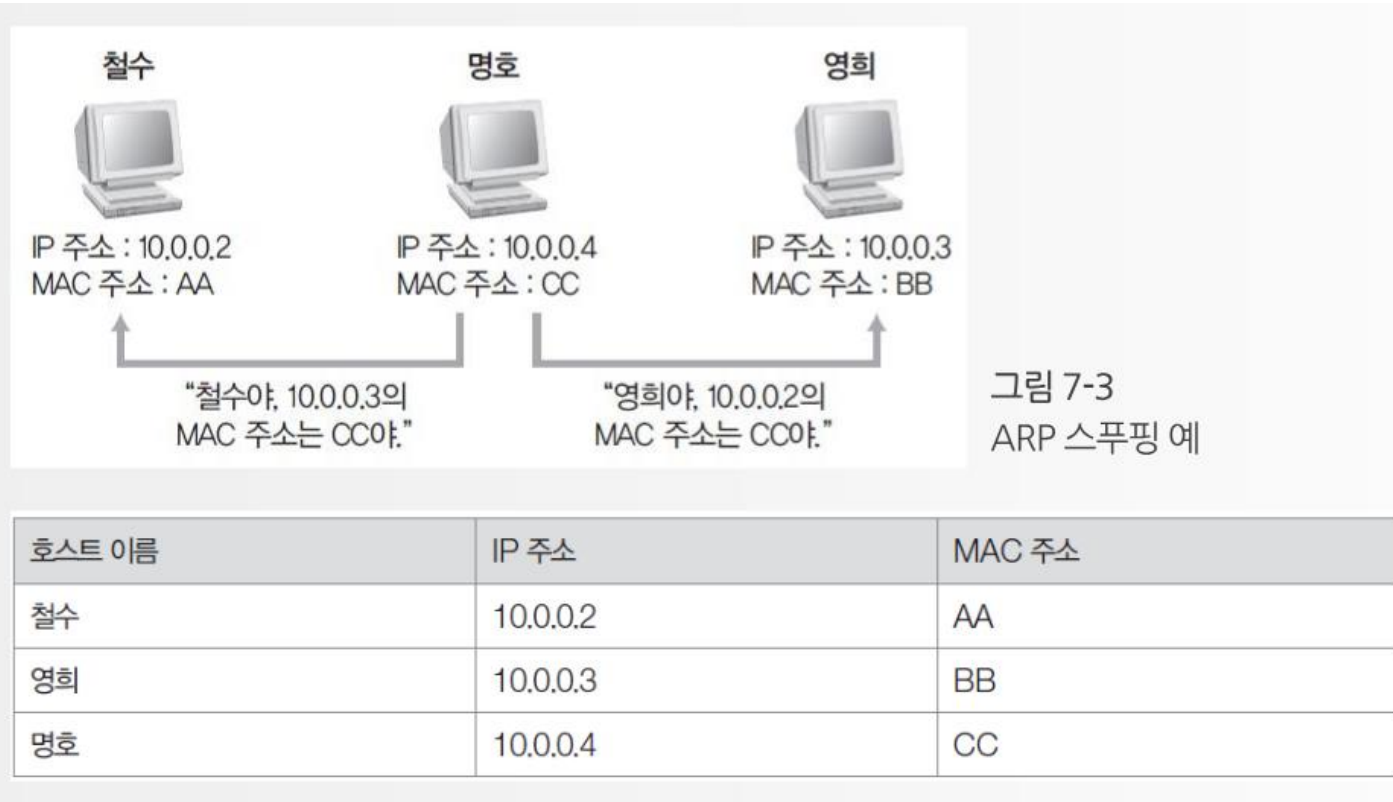 철수
명호
영희
IP 주소 : 10.0.0.2
MAC 주소 : AA
IP 주소 : 10.0.0.4
MAC 주소 : CC
IP 주소 : 10.0.0.3
MAC 주소 : BB
“철수야, 10.0.0.3의
MAC 주소는 CC야.”
“영희야, 10.0.0.2의
MAC 주소는 CC야.”
그림 7-3
ARP 스푸핑 예
호스트 이름 IP 주소 MAC 주소
철수 10.0.0.2 AA
영희 10.0.0.3 BB
명호 10.0.0.4 CC